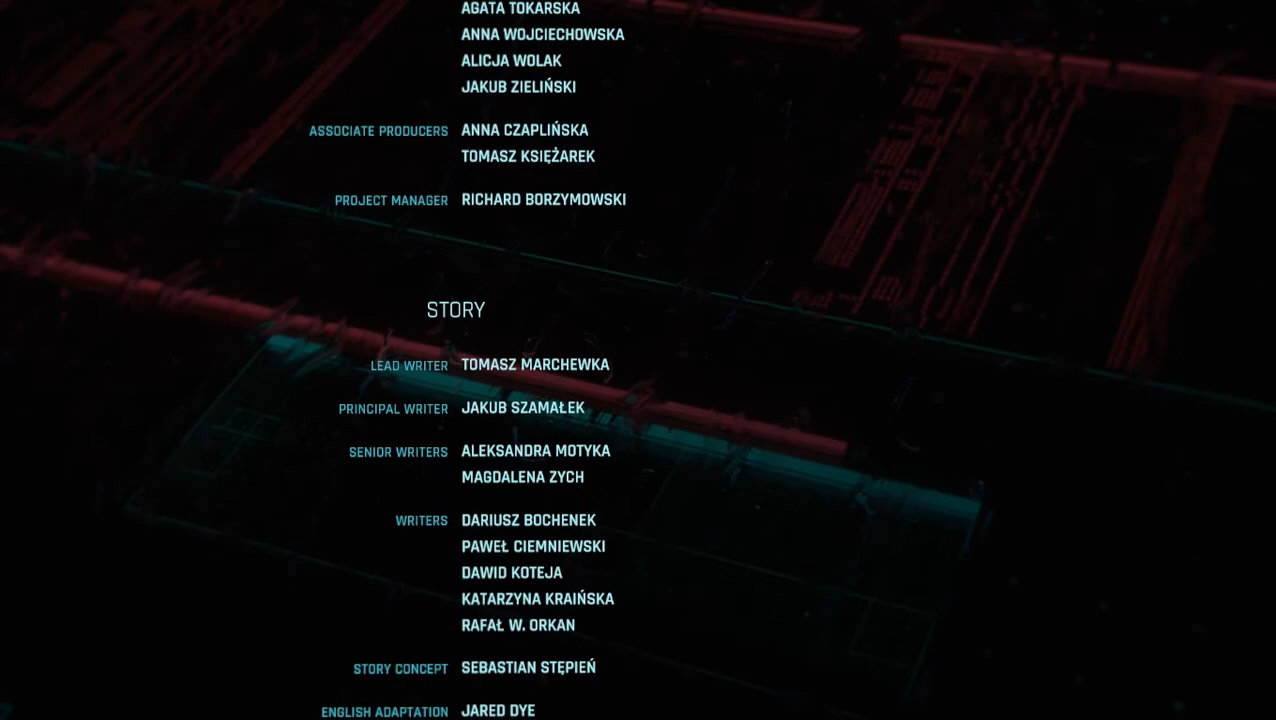 AGATA TOKARSKA
ANNA WOJCIECHOWSKA
ALICJA WOLAK
JAKUB ZIELIŃSKI
ASSOCIATE PRODUCERS ANNA CZAPLIŃSKA
TOMASZ KSIĘŻAREK
PROJECT MANAGER RICHARD BORZYMOWSKI
STORY
LEAD WRITER TOMASZ MARCHEWKA
PRINCIPAL WRITER JAKUB SZAMAŁEK
SENIOR WRITERS ALEKSANDRA MOTYKA
MAGDALENA ZYCH
WRITERS DARIUSZ BOCHENEK
PAWEŁ CIEMNIEWSKI
DAWID KOTEJA
KATARZYNA KRAIŃSKA
RAFAŁ W. ORKAN
STORY CONCEPT SEBASTIAN STĘPIEŃ
ENGLISH ADAPTATION JARED DYE